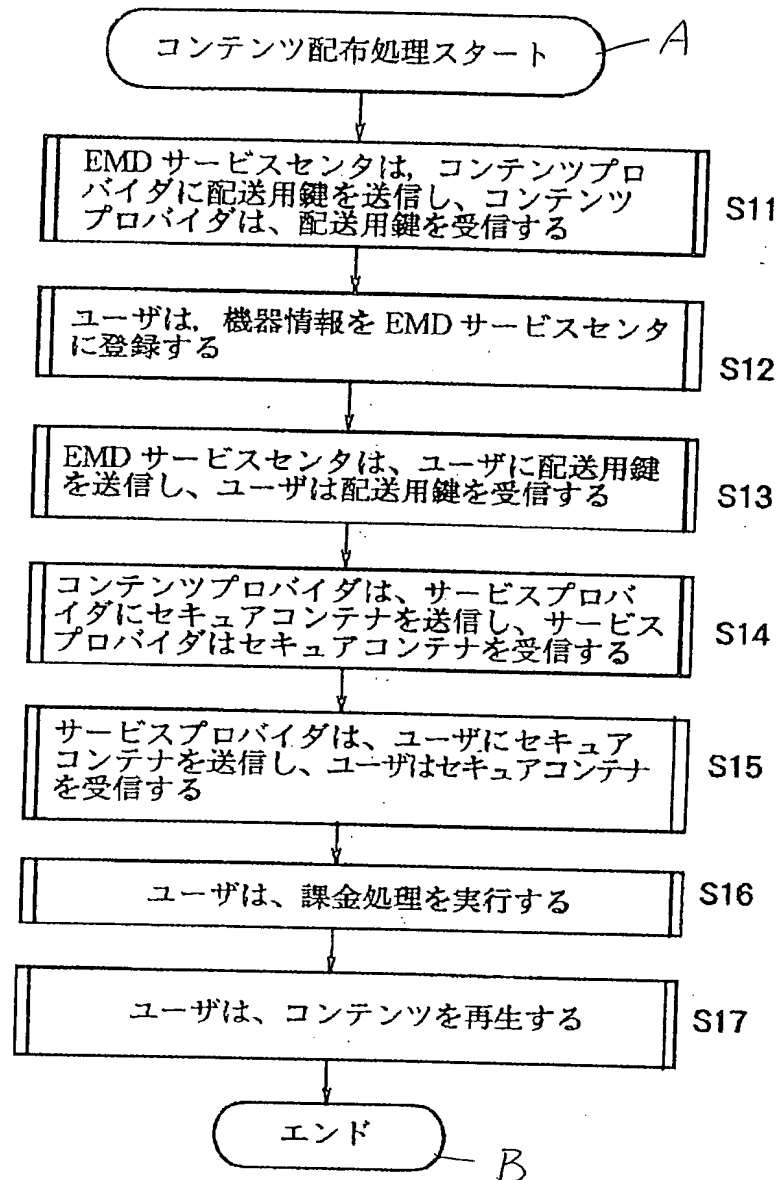 コンテンツ配布処理スタート
A
EMD サービスセンタは, コンテンツプロ
バイダに配送用鍵を送信し、コンテンツ
プロバイダは、配送用鍵を受信する
S11
ユーザは, 機器情報を EMD サービスセンタ
に登録する
S12
EMD サービスセンタは、ユーザに配送用鍵
を送信し、ユーザは配送用鍵を受信する
S13
コンテンツプロバイダは、サービスプロバ
イダにセキュアコンテナを送信し、サービス
プロバイダはセキュアコンテナを受信する
S14
サービスプロバイダは、ユーザにセキュア
コンテナを送信し、ユーザはセキュアコンテナ
を受信する
S15
ユーザは、課金処理を実行する
S16
ユーザは、コンテンツを再生する
S17
エンド
B